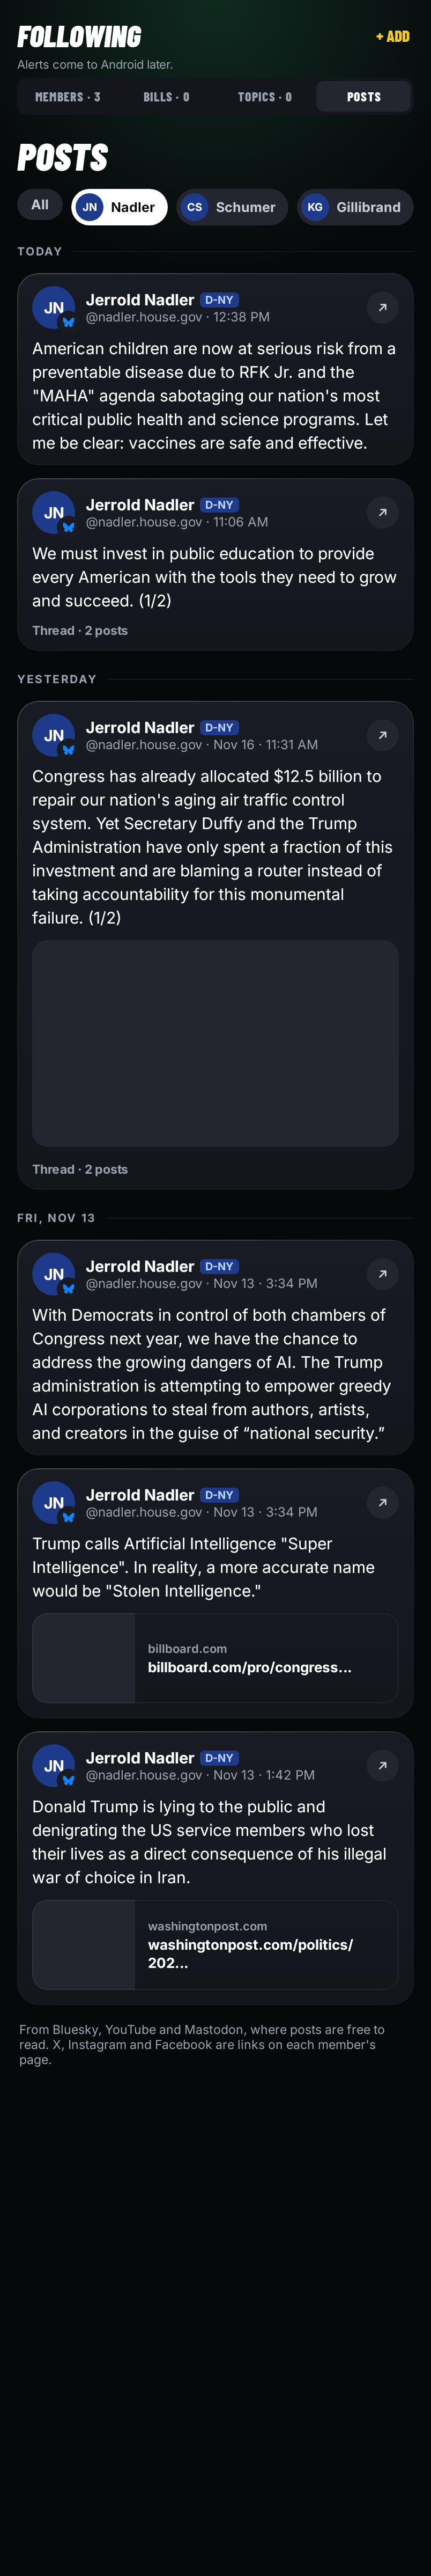 FOLLOWING
+ ADD
Alerts come to Android later.
MEMBERS · 3
BILLS · 0
TOPICS · 0
POSTS
POSTS
All
JN Nadler
CS Schumer
KG Gillibrand
TODAY
JN
Jerrold Nadler D-NY
@nadler.house.gov · 12:38 PM
American children are now at serious risk from a
preventable disease due to RFK Jr. and the
"MAHA" agenda sabotaging our nation's most
critical public health and science programs. Let
me be clear: vaccines are safe and effective.
JN
Jerrold Nadler D-NY
@nadler.house.gov · 11:06 AM
We must invest in public education to provide
every American with the tools they need to grow
and succeed. (1/2)
Thread · 2 posts
YESTERDAY
JN
Jerrold Nadler D-NY
@nadler.house.gov · Nov 16 · 11:31 AM
Congress has already allocated $12.5 billion to
repair our nation's aging air traffic control
system. Yet Secretary Duffy and the Trump
Administration have only spent a fraction of this
investment and are blaming a router instead of
taking accountability for this monumental
failure. (1/2)
Thread · 2 posts
FRI, NOV 13
JN
Jerrold Nadler D-NY
@nadler.house.gov · Nov 13 · 3:34 PM
With Democrats in control of both chambers of
Congress next year, we have the chance to
address the growing dangers of AI. The Trump
administration is attempting to empower greedy
AI corporations to steal from authors, artists,
and creators in the guise of “national security.”
JN
Jerrold Nadler D-NY
@nadler.house.gov · Nov 13 · 3:34 PM
Trump calls Artificial Intelligence "Super
Intelligence". In reality, a more accurate name
would be "Stolen Intelligence."
billboard.com
billboard.com/pro/congress...
JN
Jerrold Nadler D-NY
@nadler.house.gov · Nov 13 · 1:42 PM
Donald Trump is lying to the public and
denigrating the US service members who lost
their lives as a direct consequence of his illegal
war of choice in Iran.
washingtonpost.com
washingtonpost.com/politics/
202...
From Bluesky, YouTube and Mastodon, where posts are free to
read. X, Instagram and Facebook are links on each member's
page.